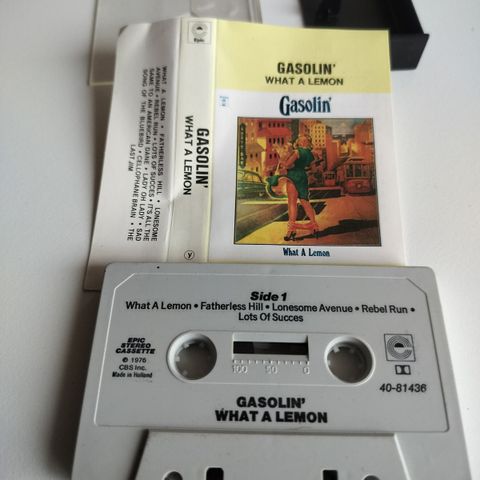 Epic
GASOLIN'
WHAT A LEMON
Gasolin'
What A Lemon
GASOLIN'
WHAT A LEMON
y
WHAT A LEMON • FATHERLESS HILL • LONESOME
AVENUE • REBEL RUN • LOTS OF SUCCES • IT'S ALL THE
SAME TO AN AMERICAN DANE • LADY OH LADY • SAD
SONG OF THE BLUEBIRD • CELLOPHANE BRAIN • THE
LAST JIM
Side 1
What A Lemon • Fatherless Hill • Lonesome Avenue • Rebel Run •
Lots Of Succes
EPIC
STEREO
CASSETTE
℗ 1976
CBS Inc.
Made in Holland
100 50 0
40-81436
GASOLIN'
WHAT A LEMON